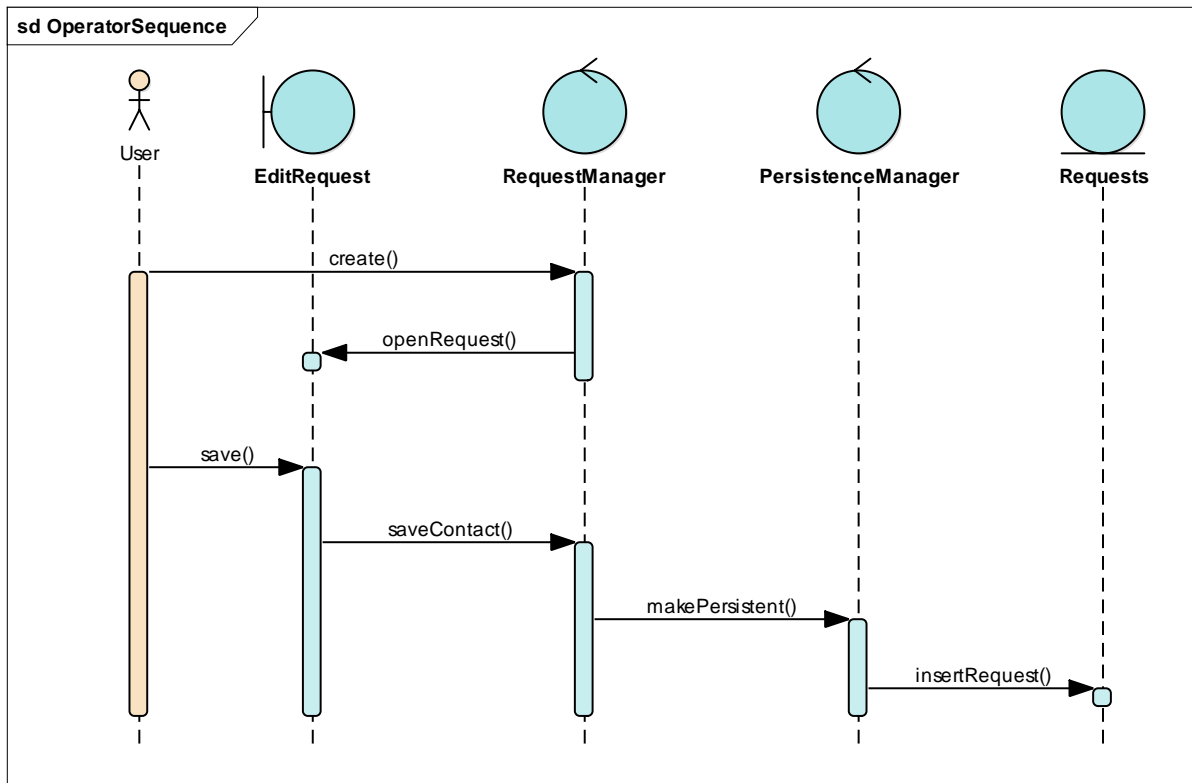 sd OperatorSequence
User
EditRequest
RequestManager
PersistenceManager
Requests
create()
openRequest()
save()
saveContact()
makePersistent()
insertRequest()